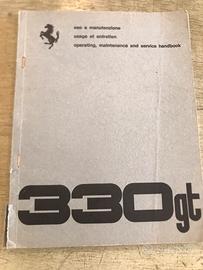 uso e manutenzione
usage et entretien
operating, maintenance and service handbook
330gt